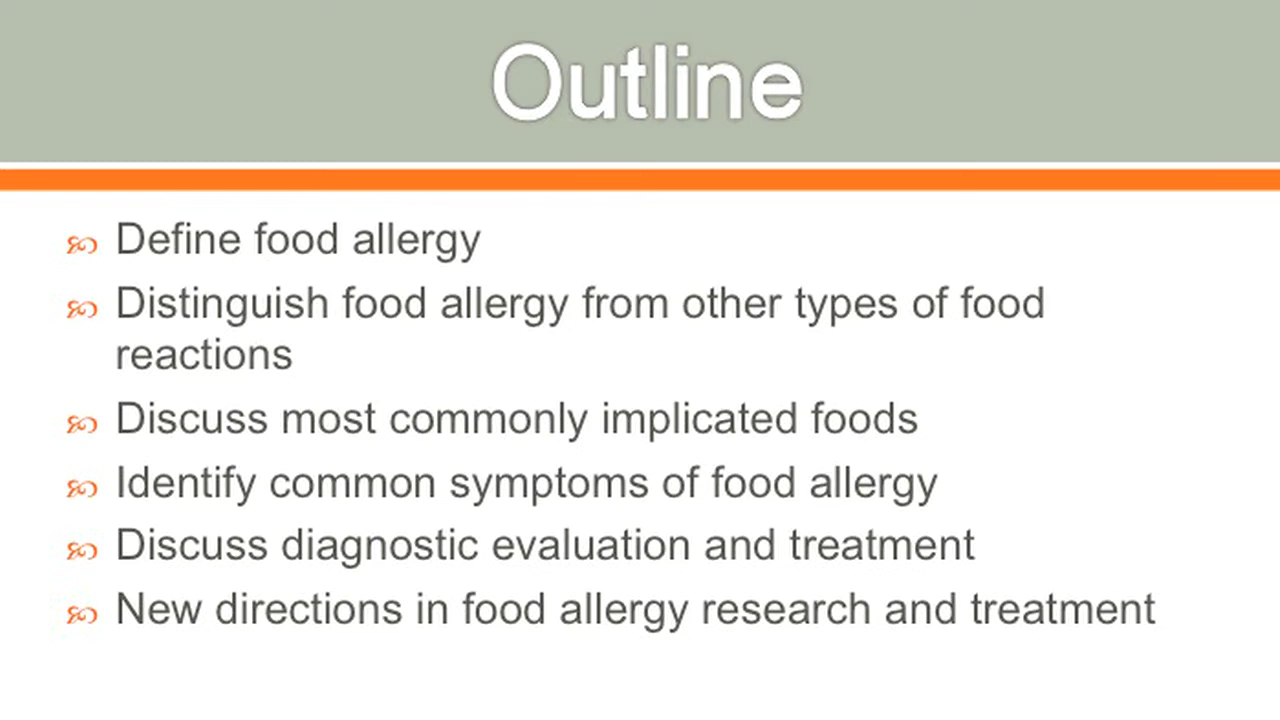 Outline
Define food allergy
Distinguish food allergy from other types of food
reactions
Discuss most commonly implicated foods
Identify common symptoms of food allergy
Discuss diagnostic evaluation and treatment
New directions in food allergy research and treatment